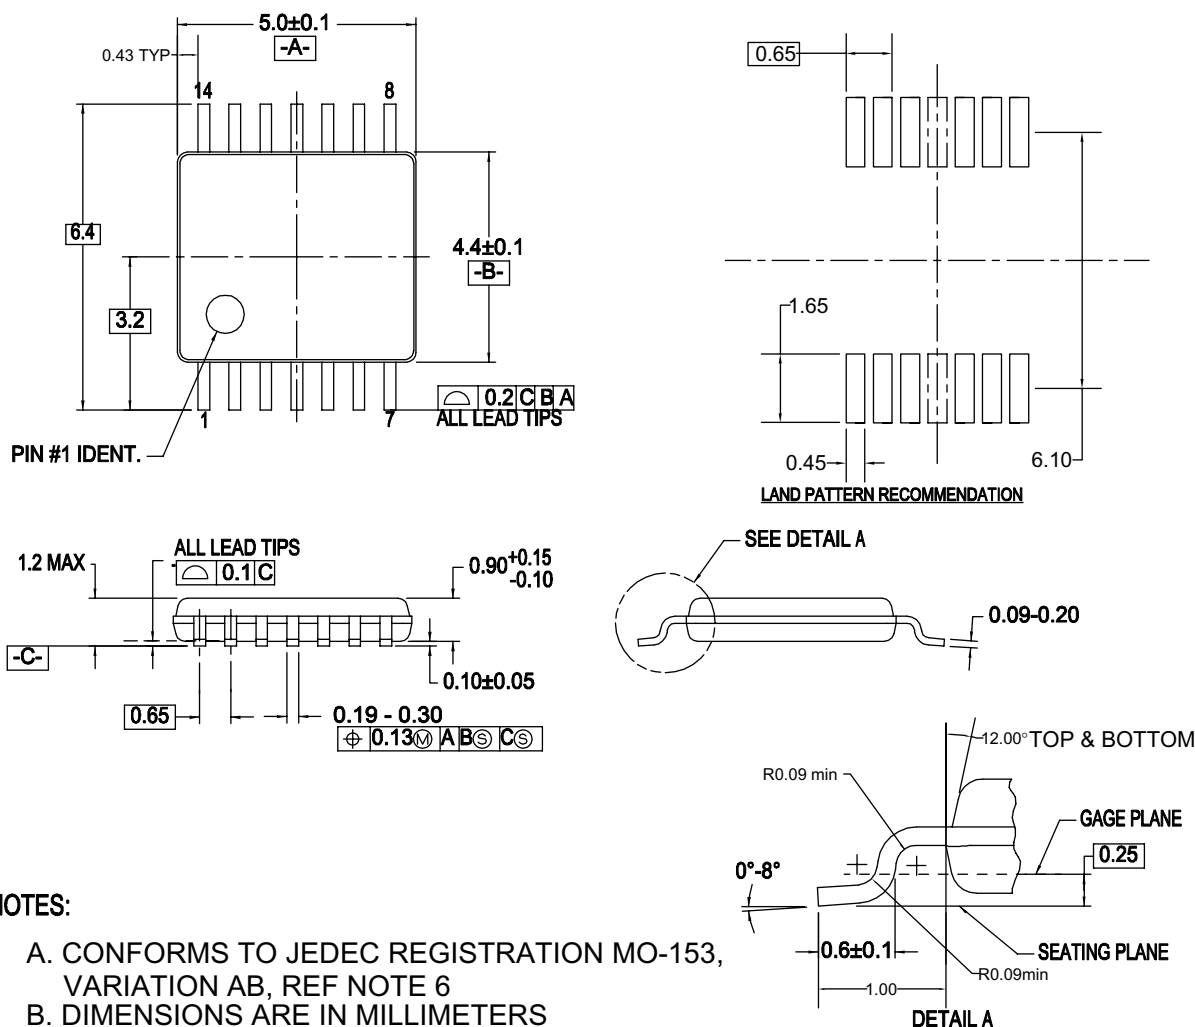 5.0±0.1
-A-
0.43 TYP
14
8
6.4
3.2
4.4±0.1
-B-
0.2 C B A
ALL LEAD TIPS
1
7
PIN #1 IDENT.
0.65
1.65
0.45
6.10
LAND PATTERN RECOMMENDATION
1.2 MAX
ALL LEAD TIPS
0.1 C
0.90 +0.15
-0.10
-C-
0.10±0.05
0.65
0.19 - 0.30
⌖ 0.13Ⓜ A BⓈ CⓈ
SEE DETAIL A
0.09-0.20
12.00° TOP & BOTTOM
R0.09 min
GAGE PLANE
0.25
0°-8°
0.6±0.1
SEATING PLANE
R0.09min
1.00
DETAIL A
NOTES:
A. CONFORMS TO JEDEC REGISTRATION MO-153,
VARIATION AB, REF NOTE 6
B. DIMENSIONS ARE IN MILLIMETERS